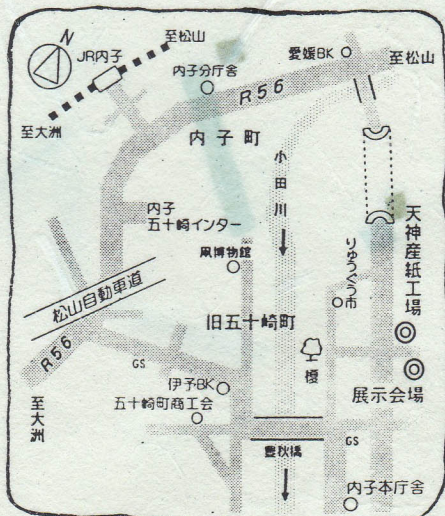 N
至松山
JR内子
内子分庁舎
愛媛BK
至松山
R56
至大洲
内子町
小田川
内子
五十崎インター
凧博物館
りゅうぐう市
天神産紙工場
松山自動車道
旧五十崎町
R56
GS
榎
伊予BK
五十崎町商工会
展示会場
至大洲
豊秋橋
GS
内子本庁舎